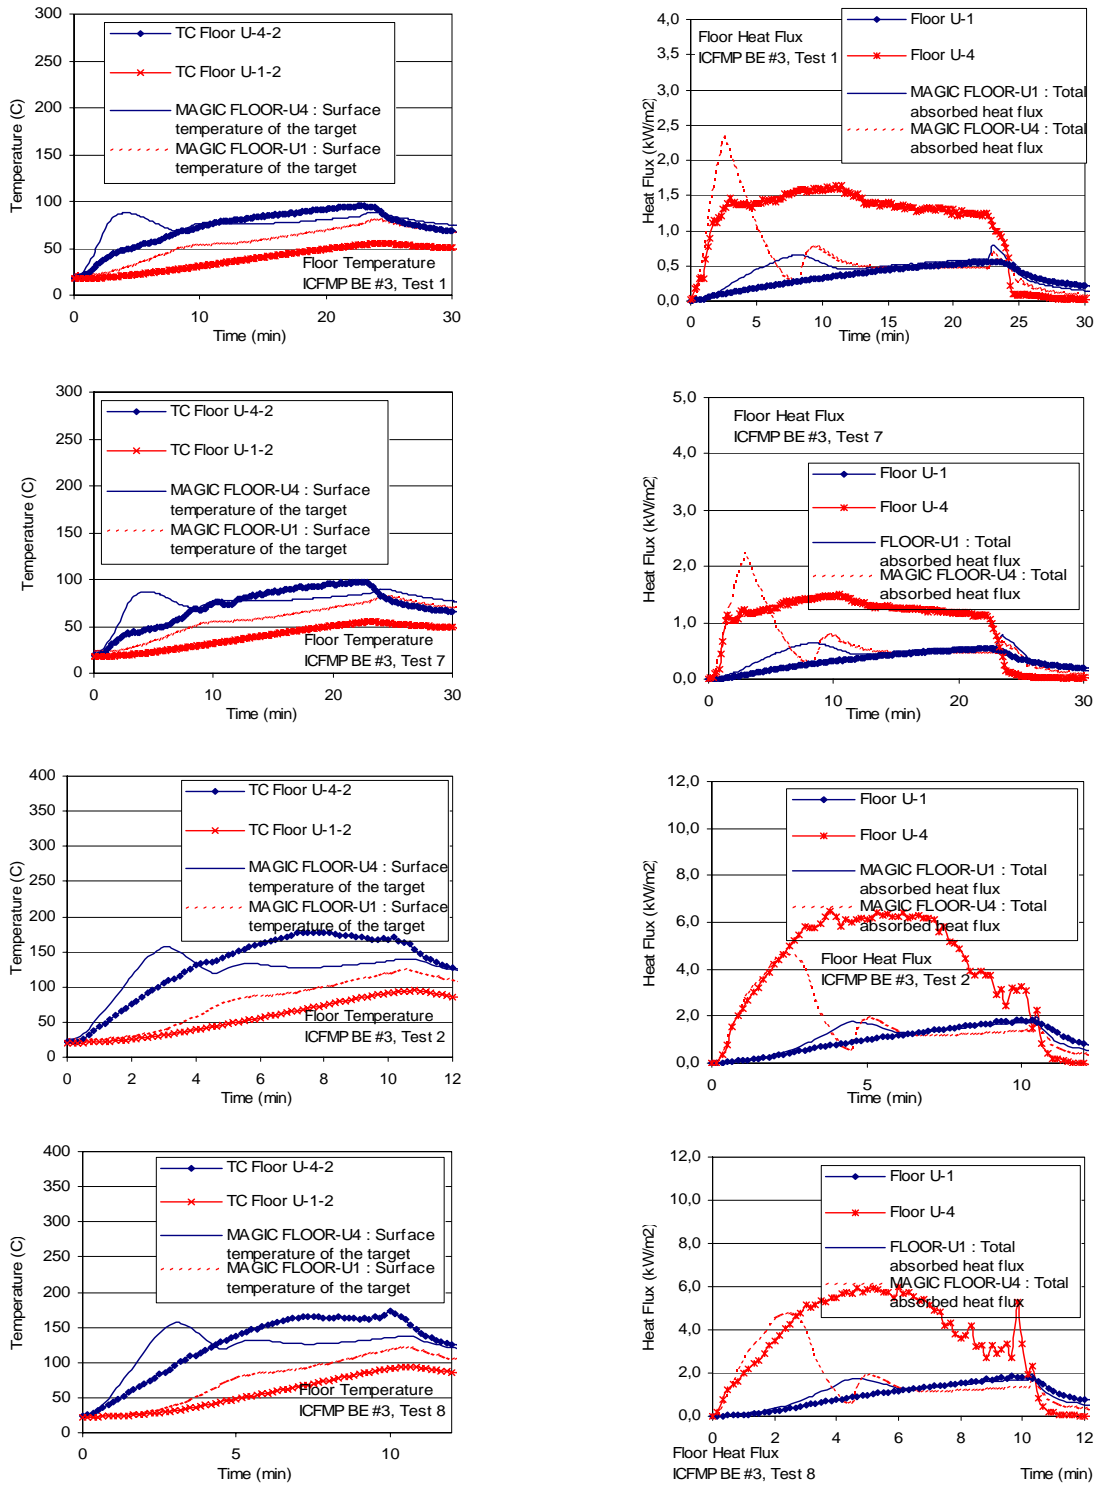 300
250
200
150
100
50
0
Temperature (C)
TC Floor U-4-2
TC Floor U-1-2
MAGIC FLOOR-U4 : Surface
temperature of the target
MAGIC FLOOR-U1 : Surface
temperature of the target
Floor Temperature
ICFMP BE #3, Test 1
0 10 20 30
Time (min)
4,0
3,5
3,0
2,5
2,0
1,5
1,0
0,5
0,0
Heat Flux (kW/m2)
Floor Heat Flux
ICFMP BE #3, Test 1
Floor U-1
Floor U-4
MAGIC FLOOR-U1 : Total
absorbed heat flux
MAGIC FLOOR-U4 : Total
absorbed heat flux
0 5 10 15 20 25 30
Time (min)
300
250
200
150
100
50
0
Temperature (C)
TC Floor U-4-2
TC Floor U-1-2
MAGIC FLOOR-U4 : Surface
temperature of the target
MAGIC FLOOR-U1 : Surface
temperature of the target
Floor Temperature
ICFMP BE #3, Test 7
0 10 20 30
Time (min)
5,0
4,0
3,0
2,0
1,0
0,0
Heat Flux (kW/m2)
Floor Heat Flux
ICFMP BE #3, Test 7
Floor U-1
Floor U-4
FLOOR-U1 : Total
absorbed heat flux
MAGIC FLOOR-U4 : Total
absorbed heat flux
0 10 20 30
Time (min)
400
350
300
250
200
150
100
50
0
Temperature (C)
TC Floor U-4-2
TC Floor U-1-2
MAGIC FLOOR-U4 : Surface
temperature of the target
MAGIC FLOOR-U1 : Surface
temperature of the target
Floor Temperature
ICFMP BE #3, Test 2
0 2 4 6 8 10 12
Time (min)
12,0
10,0
8,0
6,0
4,0
2,0
0,0
Heat Flux (kW/m2)
Floor U-1
Floor U-4
MAGIC FLOOR-U1 : Total
absorbed heat flux
MAGIC FLOOR-U4 : Total
absorbed heat flux
Floor Heat Flux
ICFMP BE #3, Test 2
0 5 10
Time (min)
400
350
300
250
200
150
100
50
0
Temperature (C)
TC Floor U-4-2
TC Floor U-1-2
MAGIC FLOOR-U4 : Surface
temperature of the target
MAGIC FLOOR-U1 : Surface
temperature of the target
Floor Temperature
ICFMP BE #3, Test 8
0 5 10
Time (min)
12,0
10,0
8,0
6,0
4,0
2,0
0,0
Heat Flux (kW/m2)
Floor U-1
Floor U-4
FLOOR-U1 : Total
absorbed heat flux
MAGIC FLOOR-U4 : Total
absorbed heat flux
0 2 4 6 8 10 12
Floor Heat Flux
ICFMP BE #3, Test 8
Time (min)